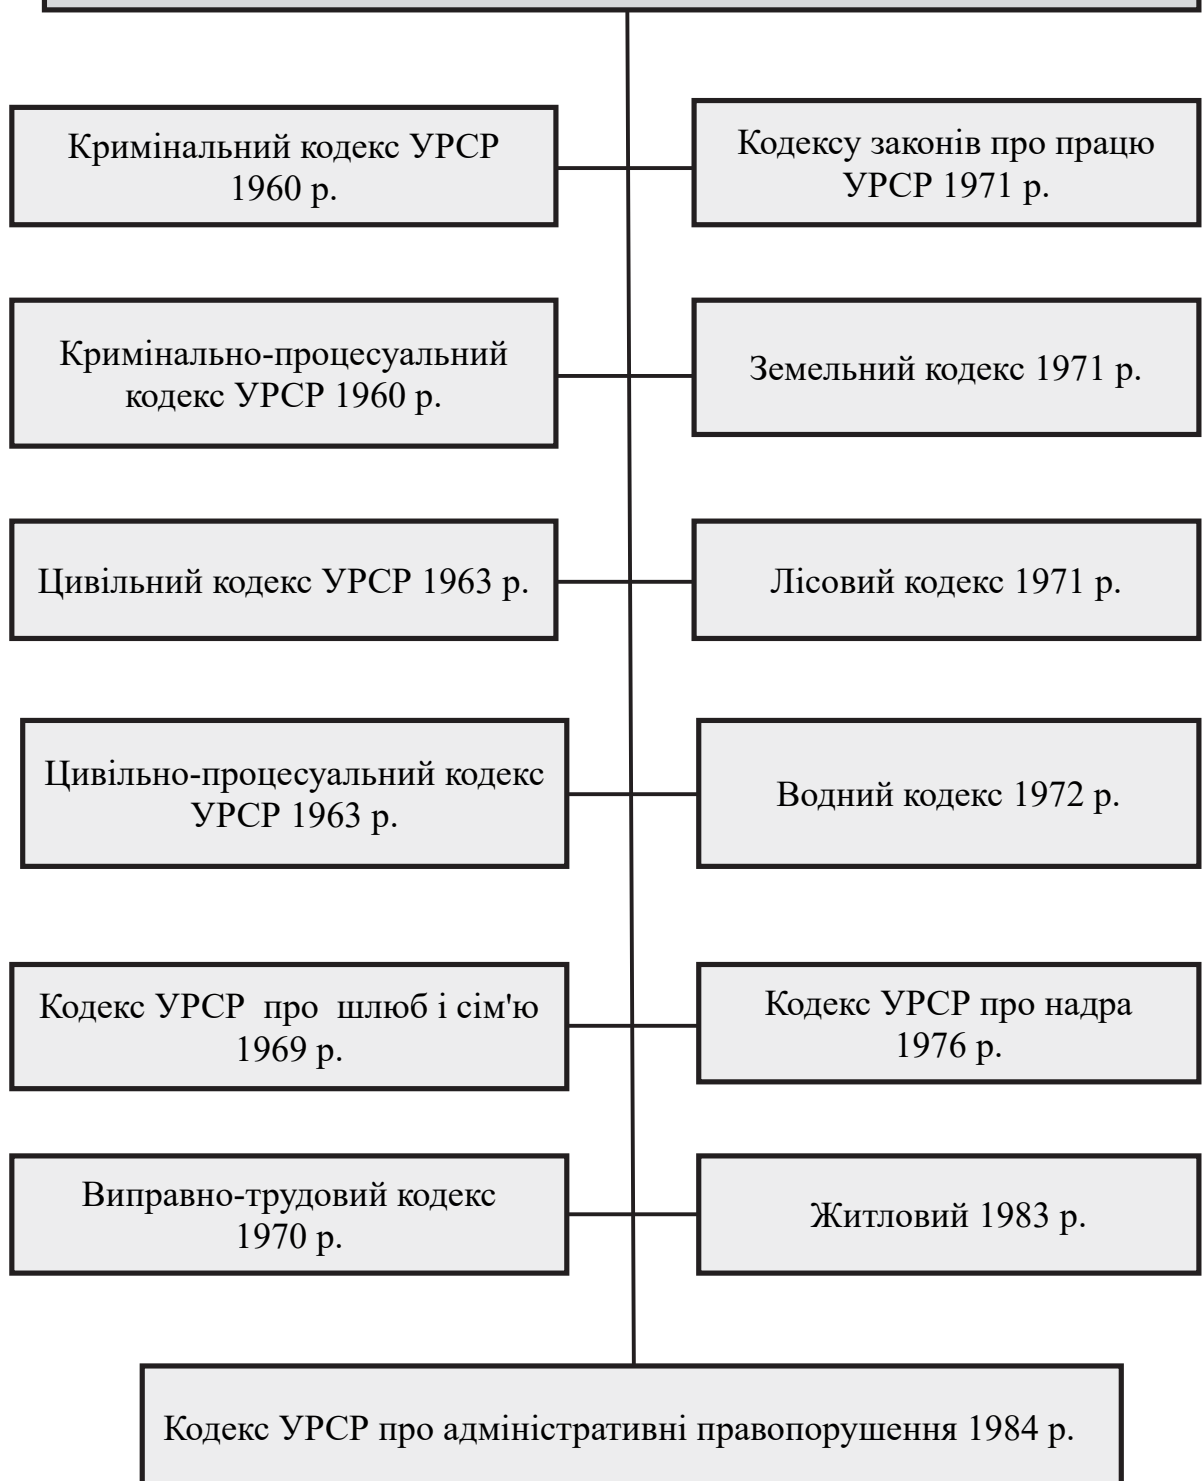 Кримінальний кодекс УРСР
1960 р.
Кодексу законів про працю
УРСР 1971 р.
Кримінально-процесуальний
кодекс УРСР 1960 р.
Земельний кодекс 1971 р.
Цивільний кодекс УРСР 1963 р.
Лісовий кодекс 1971 р.
Цивільно-процесуальний кодекс
УРСР 1963 р.
Водний кодекс 1972 р.
Кодекс УРСР про шлюб і сім'ю
1969 р.
Кодекс УРСР про надра
1976 р.
Виправно-трудовий кодекс
1970 р.
Житловий 1983 р.
Кодекс УРСР про адміністративні правопорушення 1984 р.